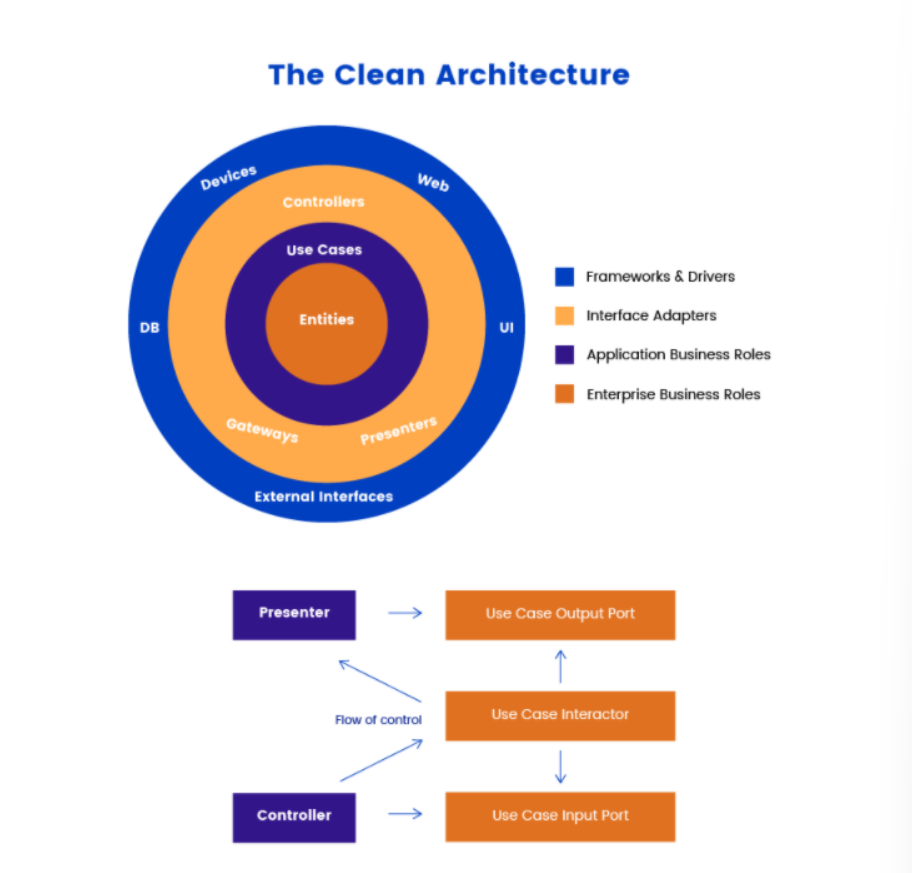 The Clean Architecture
Devices
Web
Controllers
Use Cases
Entities
DB
UI
Gateways
Presenters
External Interfaces
Frameworks & Drivers
Interface Adapters
Application Business Roles
Enterprise Business Roles
Presenter
Use Case Output Port
Use Case Interactor
Flow of control
Controller
Use Case Input Port